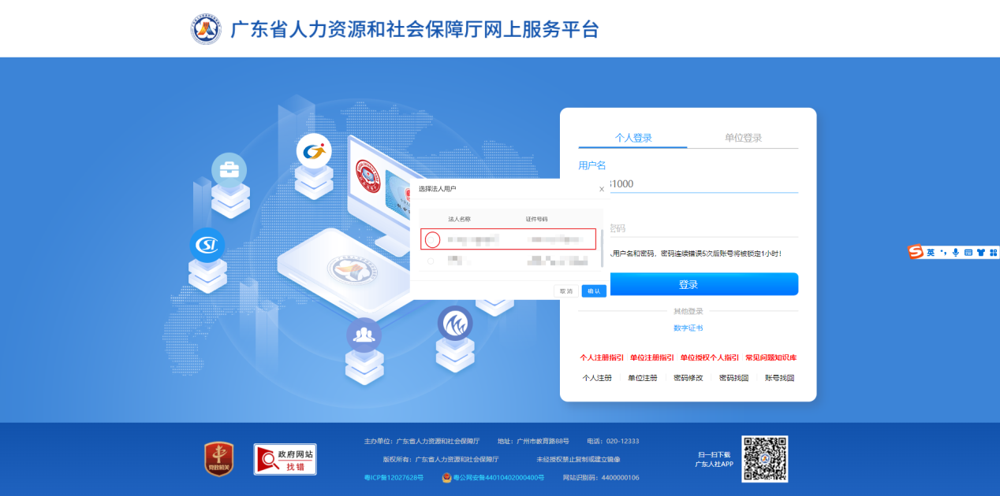 广东省人力资源和社会保障厅网上服务平台
个人登录 单位登录
用户名
1000
选择法人用户 X
法人名称 证件号码
密码
用户名和密码，密码连续错误5次后账号将被锁定1小时！
取 消 确 认
登录
其他登录
数字证书
个人注册指引 单位注册指引 单位授权个人指引 常见问题知识库
个人注册 单位注册 密码修改 密码找回 账号找回
英
党政机关
政府网站
找错
主办单位：广东省人力资源和社会保障厅 地址：广州市教育路88号 电话：020-12333
版权所有：广东省人力资源和社会保障厅 未经授权禁止复制或建立镜像
粤ICP备12027628号 粤公网安备44010402000400号 网站识别码：4400000106
扫一扫下载
广东人社APP